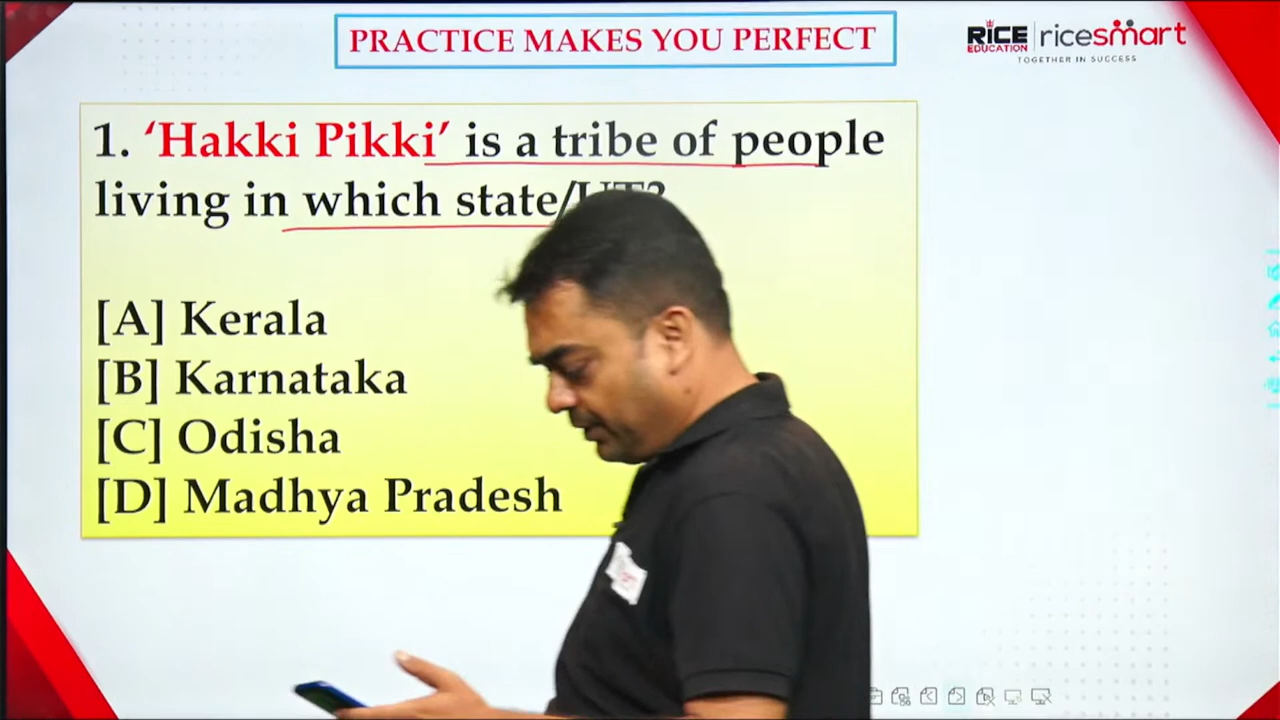 PRACTICE MAKES YOU PERFECT
RICE EDUCATION ricesmart
TOGETHER IN SUCCESS
1. ‘Hakki Pikki’ is a tribe of people
living in which state/UT?
[A] Kerala
[B] Karnataka
[C] Odisha
[D] Madhya Pradesh